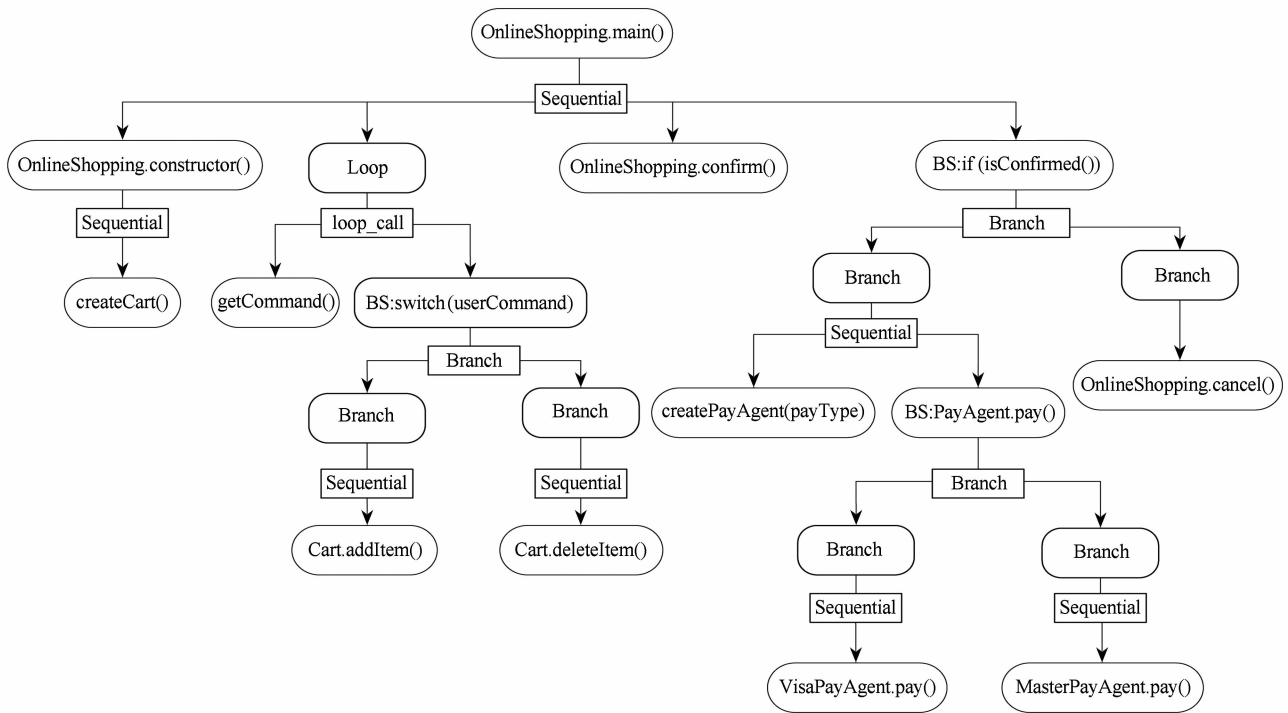 OnlineShopping.main()
Sequential
OnlineShopping.constructor()
Loop
OnlineShopping.confirm()
BS:if (isConfirmed())
Sequential
loop_call
Branch
createCart()
getCommand()
BS:switch (userCommand)
Branch
Branch
Branch
Sequential
Branch
Branch
createPayAgent(payType)
BS:PayAgent.pay()
OnlineShopping.cancel()
Sequential
Sequential
Branch
Cart.addItem()
Cart.deleteItem()
Branch
Branch
Sequential
Sequential
VisaPayAgent.pay()
MasterPayAgent.pay()